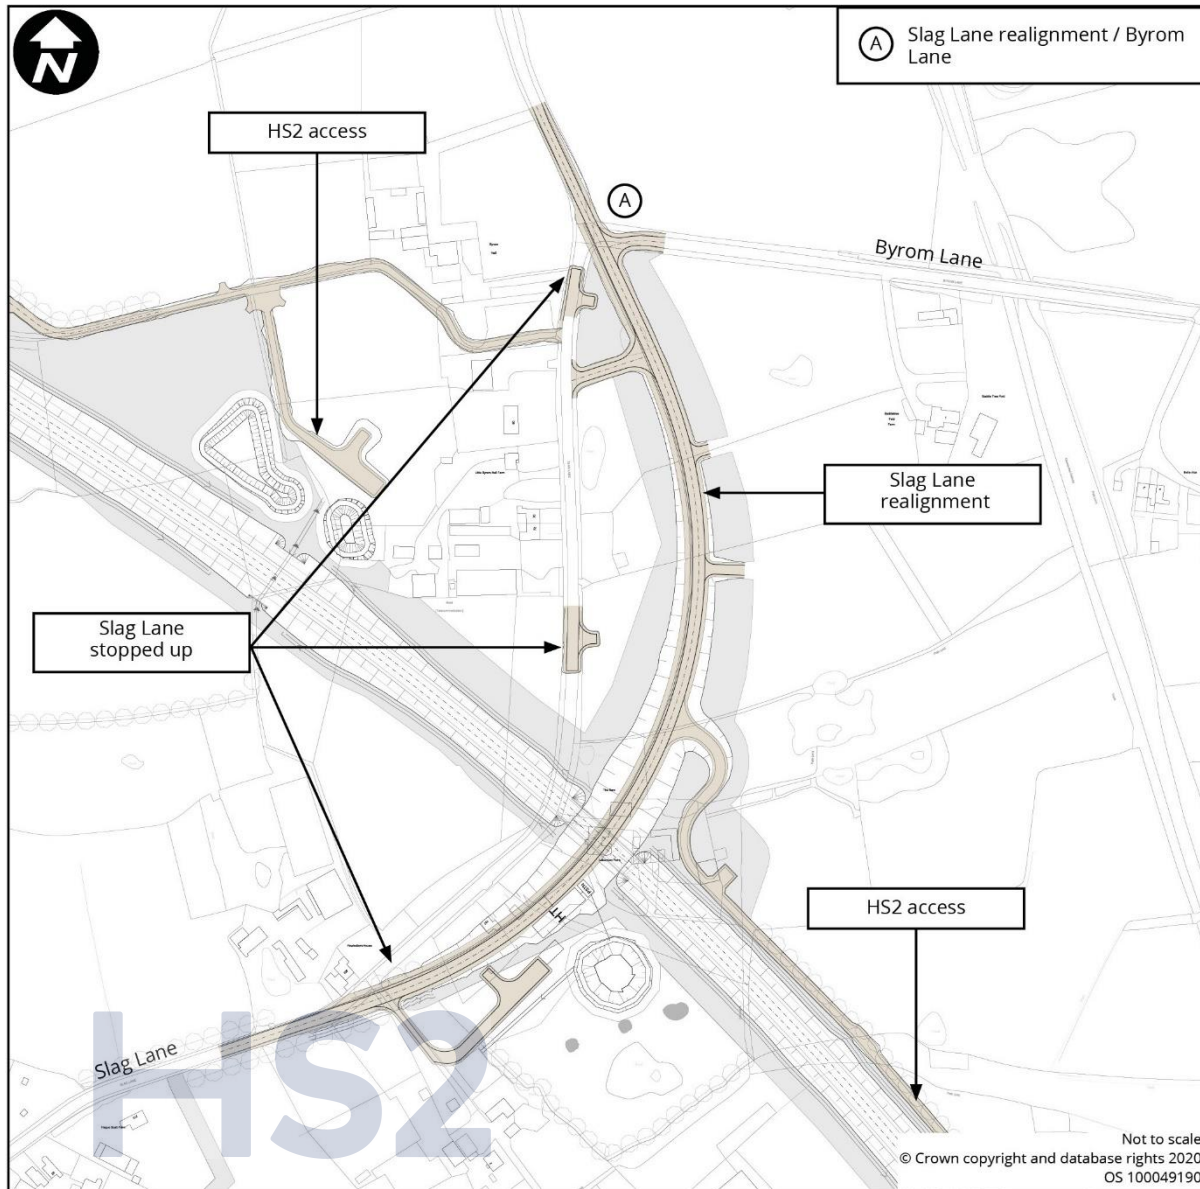 N
A
Slag Lane realignment / Byrom
Lane
HS2 access
A
Byrom Lane
Slag Lane
realignment
Slag Lane
stopped up
HS2 access
Slag Lane
HS2
Not to scale
© Crown copyright and database rights 2020
OS 100049190